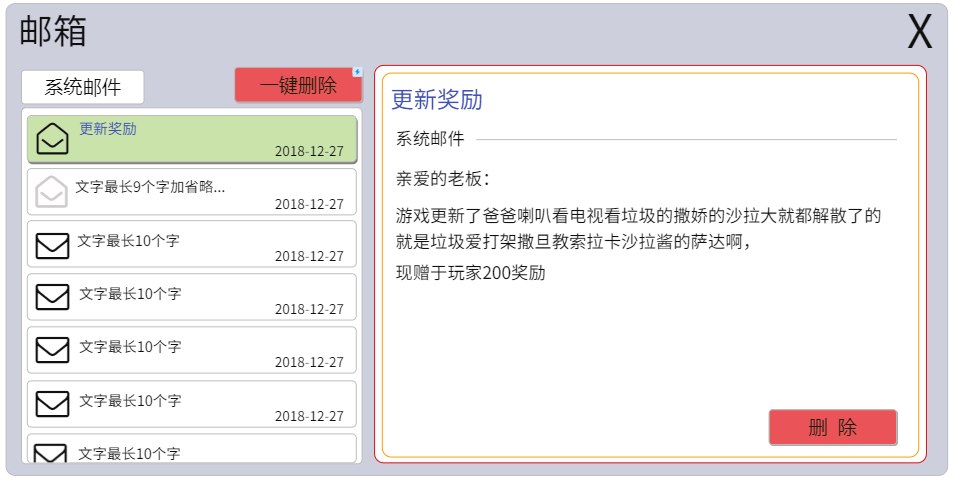 邮箱
X
系统邮件
一键删除
更新奖励
2018-12-27
文字最长9个字加省略...
2018-12-27
文字最长10个字
2018-12-27
文字最长10个字
2018-12-27
文字最长10个字
2018-12-27
文字最长10个字
2018-12-27
文字最长10个字
更新奖励
系统邮件
亲爱的老板：
游戏更新了爸爸喇叭看电视看垃圾的撒娇的沙拉大就都解散了的
就是垃圾爱打架撒旦教索拉卡沙拉酱的萨达啊，
现赠于玩家200奖励
删 除